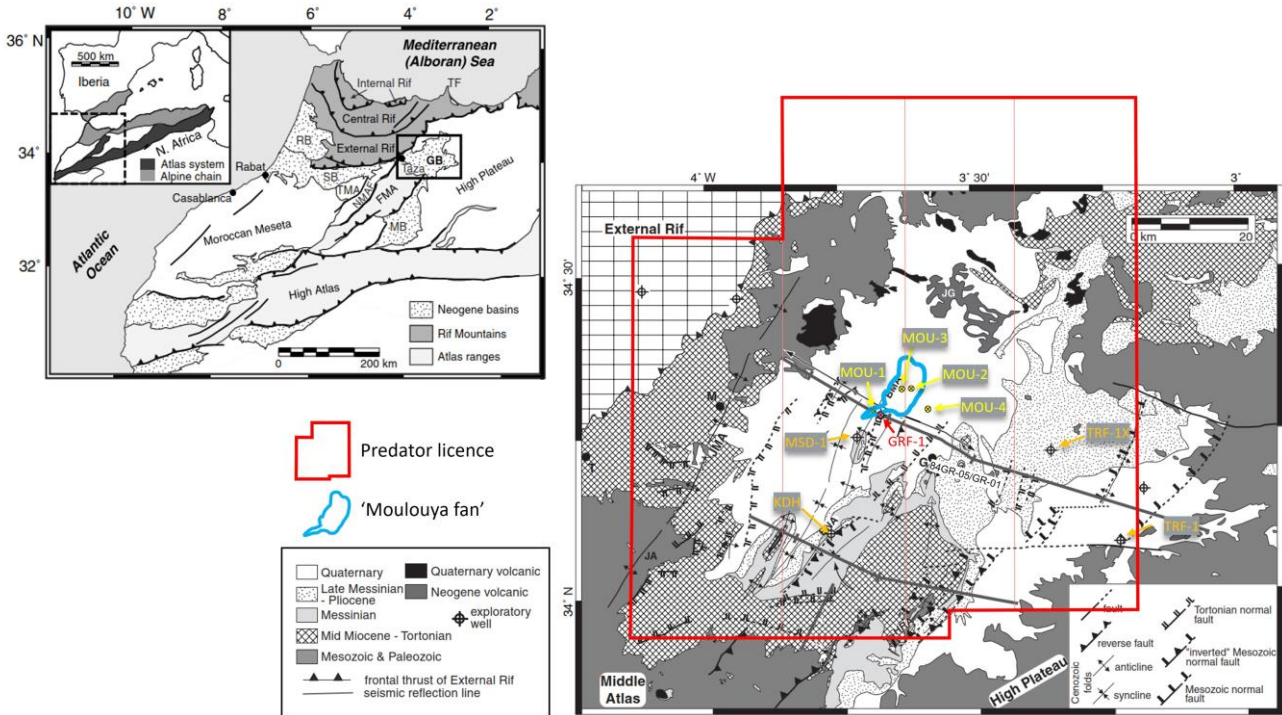 10° W
8°
6°
4°
2°
36° N
34°
32°
500 km
Iberia
N. Africa
Atlas system
Alpine chain
Mediterranean
(Alboran) Sea
Internal Rif
TF
Central Rif
External Rif
RB
GB
Taza
SB
TMA
NMAF
FMA
MB
High Plateau
Rabat
Casablanca
Moroccan Meseta
Atlantic
Ocean
High Atlas
Neogene basins
Rif Mountains
Atlas ranges
0
200 km
Predator licence
'Moulouya fan'
Quaternary
Late Messinian
- Pliocene
Messinian
Mid Miocene - Tortonian
Mesozoic & Paleozoic
Quaternary volcanic
Neogene volcanic
exploratory
well
frontal thrust of External Rif
seismic reflection line
4° W
3° 30'
3°
34° 30'
34° N
0 km
20
External Rif
JG
MOU-3
MOU-1
BMA
MOU-2
MOU-4
M
MSD-1
GRF-1
TRF-1X
T
G
84GR-05/GR-01
KDH
TRF-1
JA
Middle
Atlas
High Plateau
fault
reverse fault
anticline
syncline
Cenozoic
folds
Tortonian normal
fault
"inverted" Mesozoic
normal fault
Mesozoic normal
fault